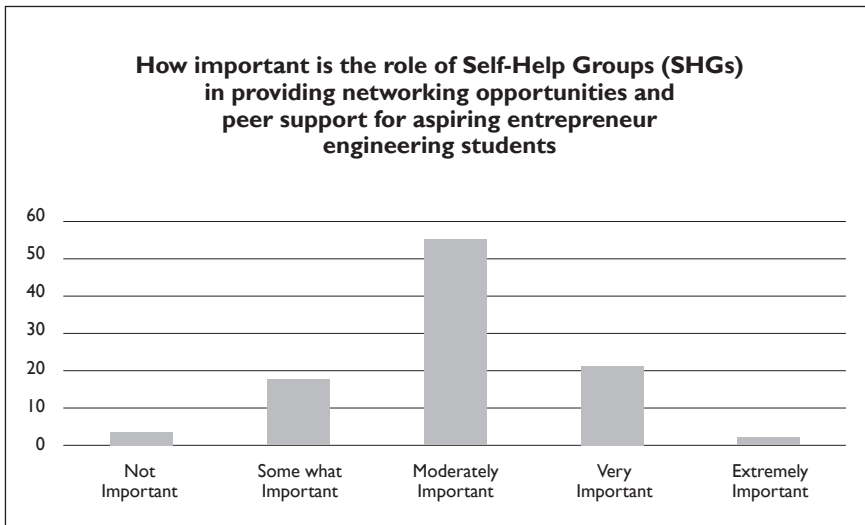 How important is the role of Self-Help Groups (SHGs)
in providing networking opportunities and
peer support for aspiring entrepreneur
engineering students
60
50
40
30
20
10
0
Not
Important
Some what
Important
Moderately
Important
Very
Important
Extremely
Important